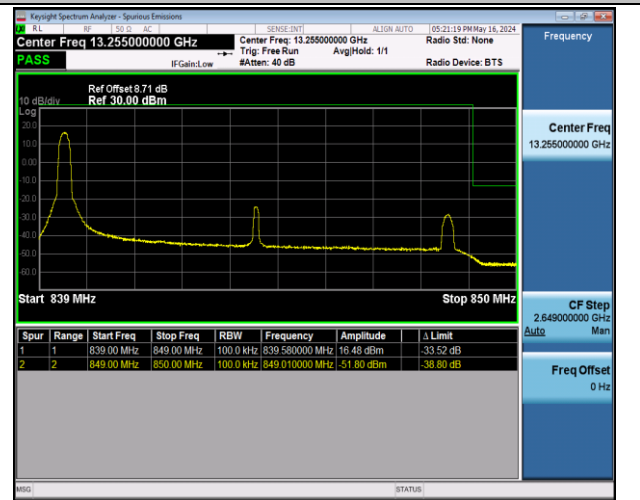 Keysight Spectrum Analyzer - Spurious Emissions
RL RF 50 Ω AC SENSE:INT ALIGN AUTO 05:21:19 PM May 16, 2024
Center Freq 13.255000000 GHz
Center Freq: 13.255000000 GHz Radio Std: None
Trig: Free Run Avg|Hold: 1/1
PASS IFGain:Low #Atten: 40 dB Radio Device: BTS
Frequency
Ref Offset 8.71 dB
10 dB/div Ref 30.00 dBm
Log
20.0
10.0
0.00
10.0
20.0
30.0
40.0
50.0
60.0
Start 839 MHz Stop 850 MHz
Center Freq
13.255000000 GHz
CF Step
2.649000000 GHz
Auto Man
Freq Offset
0 Hz
Spur Range Start Freq Stop Freq RBW Frequency Amplitude Δ Limit
1 1 839.00 MHz 849.00 MHz 100.0 kHz 839.580000 MHz 16.48 dBm -33.52 dB
2 2 849.00 MHz 850.00 MHz 100.0 kHz 849.010000 MHz -51.80 dBm -38.80 dB
MSG STATUS